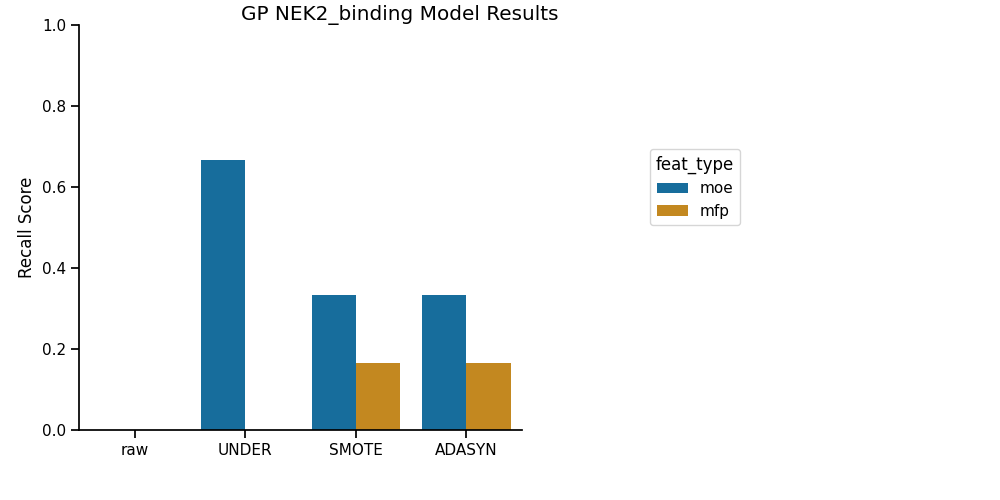 GP NEK2_binding Model Results
1.0
0.8
0.6
0.4
0.2
0.0
Recall Score
raw UNDER SMOTE ADASYN
feat_type
moe
mfp